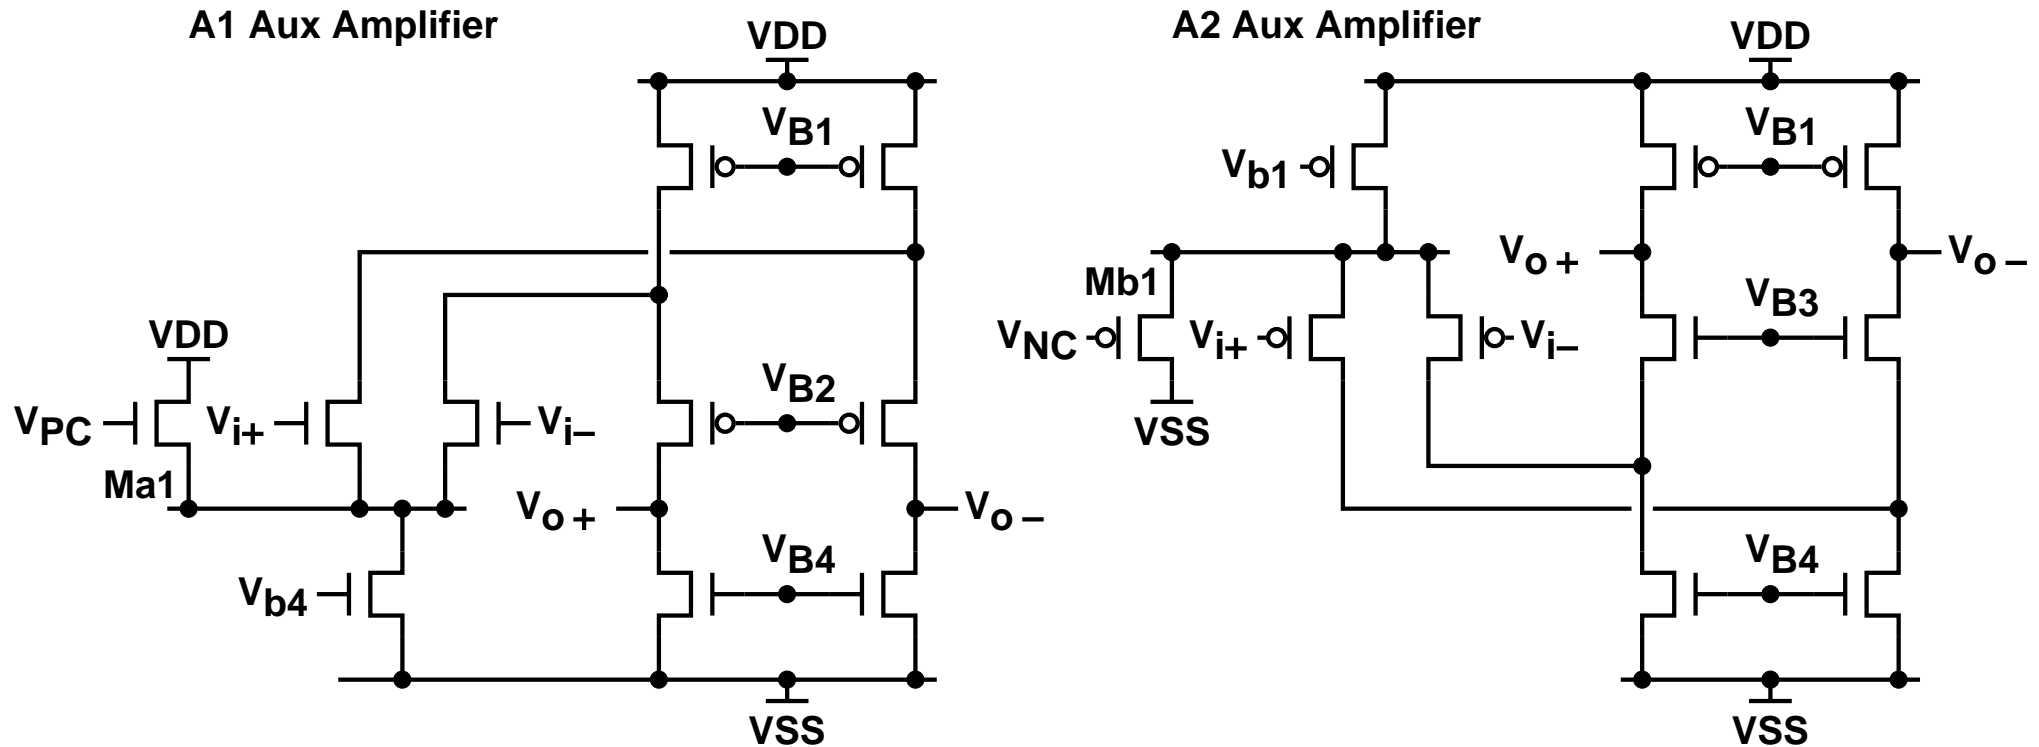 A1 Aux Amplifier
VDD
VB1
VDD
VB2
VPC
Vi+
Vi−
Ma1
Vo+
Vo−
VB4
Vb4
VSS
A2 Aux Amplifier
VDD
VB1
Vb1
Vo+
Vo−
Mb1
VB3
VNC
Vi+
Vi−
VSS
VB4
VSS